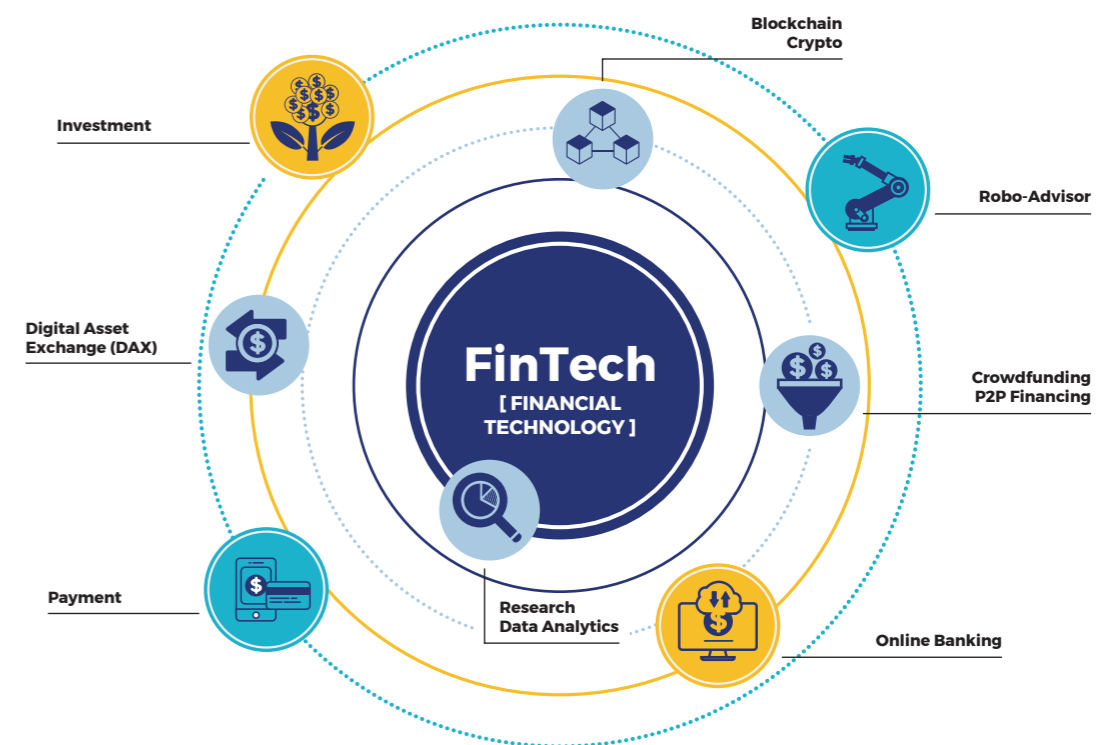 Blockchain
Crypto
Investment
Robo-Advisor
Digital Asset
Exchange (DAX)
FinTech
[ FINANCIAL
TECHNOLOGY ]
Crowdfunding
P2P Financing
Payment
Research
Data Analytics
Online Banking